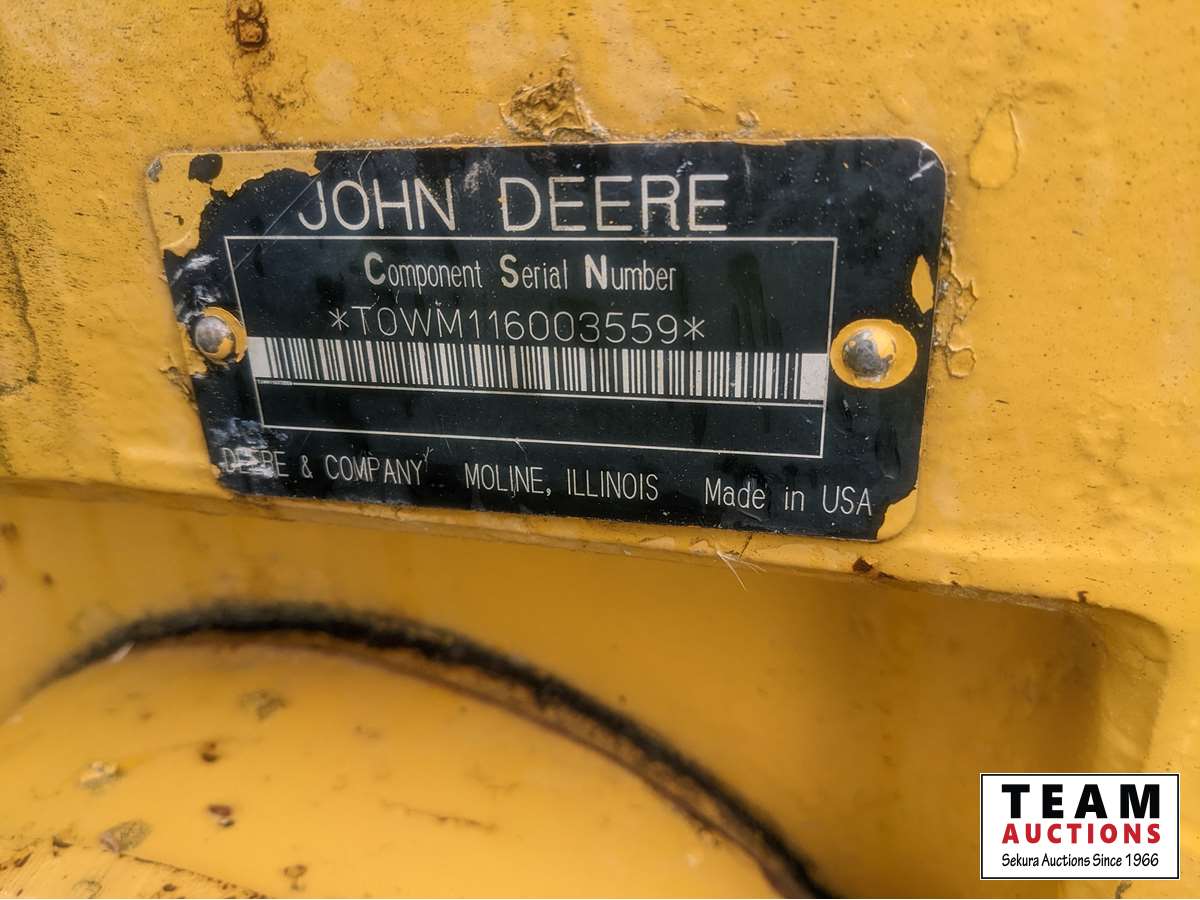 JOHN DEERE
Component Serial Number
*T0WM116003559*
DEERE & COMPANY MOLINE, ILLINOIS Made in USA
TEAM
AUCTIONS
Sekura Auctions Since 1966